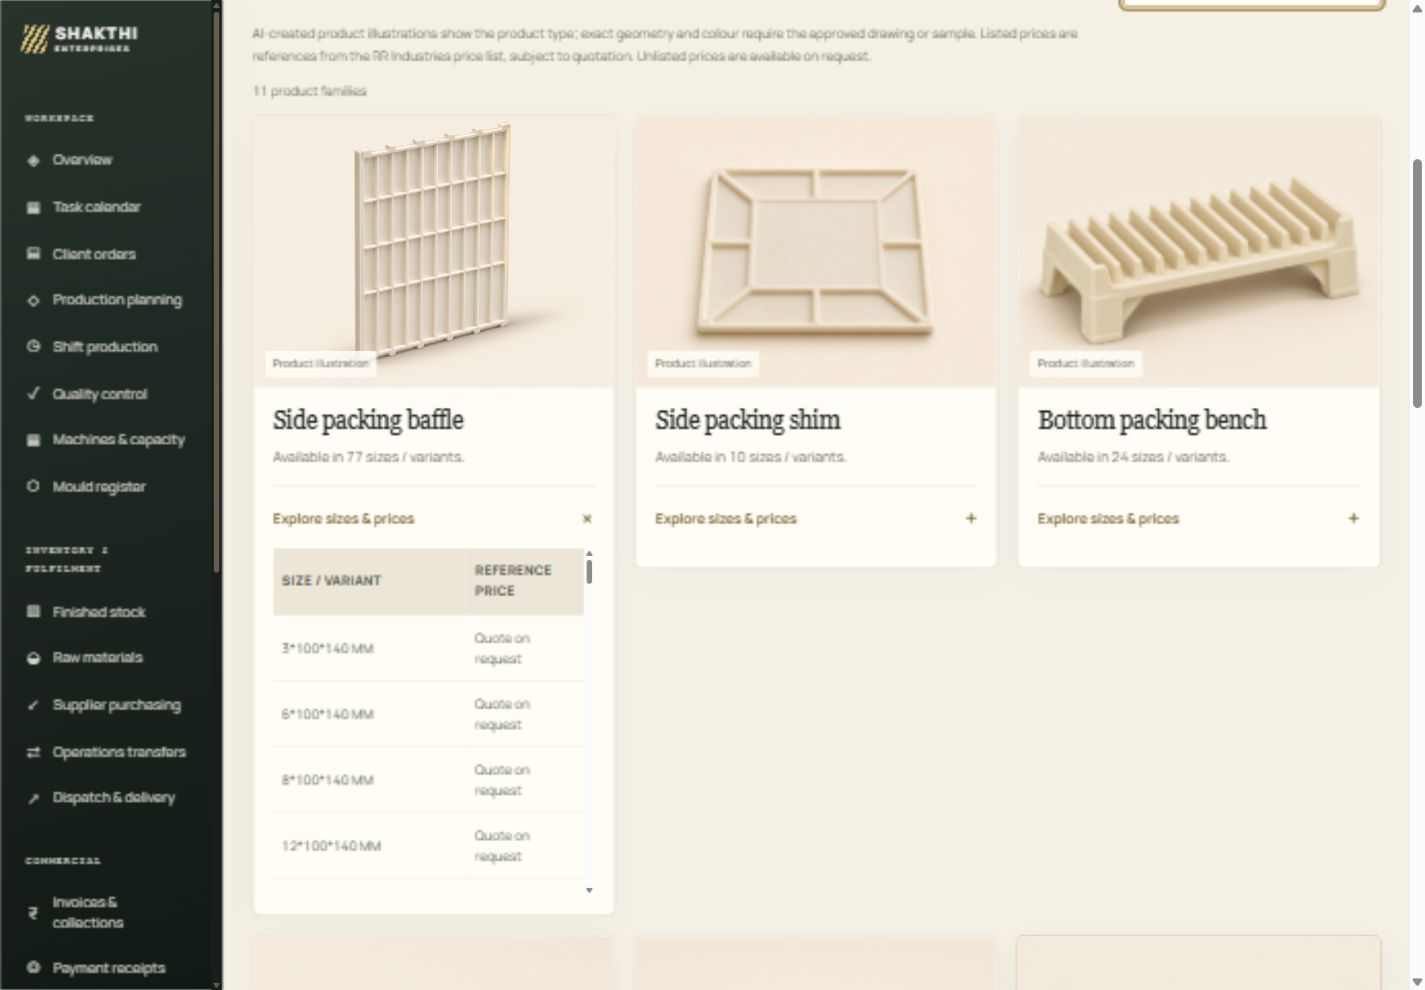 SHAKTHI
ENTERPRISES
WORKSPACE
Overview
Task calendar
Client orders
Production planning
Shift production
Quality control
Machines & capacity
Mould register
INVENTORY &
FULFILMENT
Finished stock
Raw materials
Supplier purchasing
Operations transfers
Dispatch & delivery
COMMERCIAL
Invoices &
collections
Payment receipts
AI-created product illustrations show the product type; exact geometry and colour require the approved drawing or sample. Listed prices are
references from the RR Industries price list, subject to quotation. Unlisted prices are available on request.
11 product families
Product illustration
Side packing baffle
Available in 77 sizes / variants.
Explore sizes & prices
SIZE / VARIANT
REFERENCE
PRICE
3*100*140 MM
Quote on
request
6*100*140 MM
Quote on
request
8*100*140 MM
Quote on
request
12*100*140 MM
Quote on
request
Product illustration
Side packing shim
Available in 10 sizes / variants.
Explore sizes & prices +
Product illustration
Bottom packing bench
Available in 24 sizes / variants.
Explore sizes & prices +